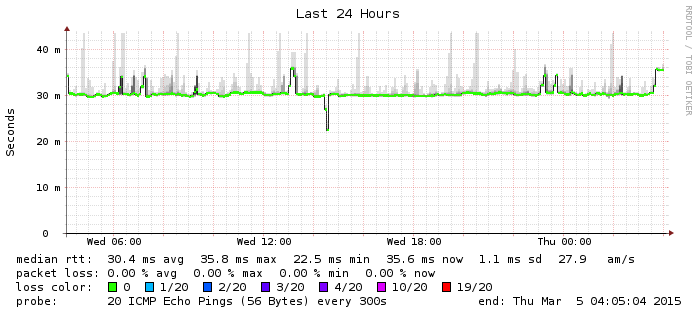 Last 24 Hours
RRDTOOL / TOBI OETIKER
Seconds
40 m
30 m
20 m
10 m
0
Wed 06:00 Wed 12:00 Wed 18:00 Thu 00:00
median rtt: 30.4 ms avg 35.8 ms max 22.5 ms min 35.6 ms now 1.1 ms sd 27.9 am/s
packet loss: 0.00 % avg 0.00 % max 0.00 % min 0.00 % now
loss color: 0 1/20 2/20 3/20 4/20 10/20 19/20
probe: 20 ICMP Echo Pings (56 Bytes) every 300s end: Thu Mar 5 04:05:04 2015